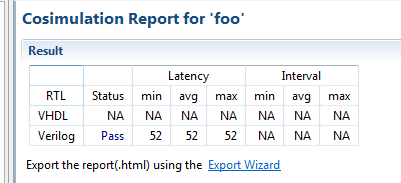 Cosimulation Report for 'foo'
Result
Latency Interval
RTL Status min avg max min avg max
VHDL NA NA NA NA NA NA NA
Verilog Pass 52 52 52 NA NA NA
Export the report(.html) using the Export Wizard